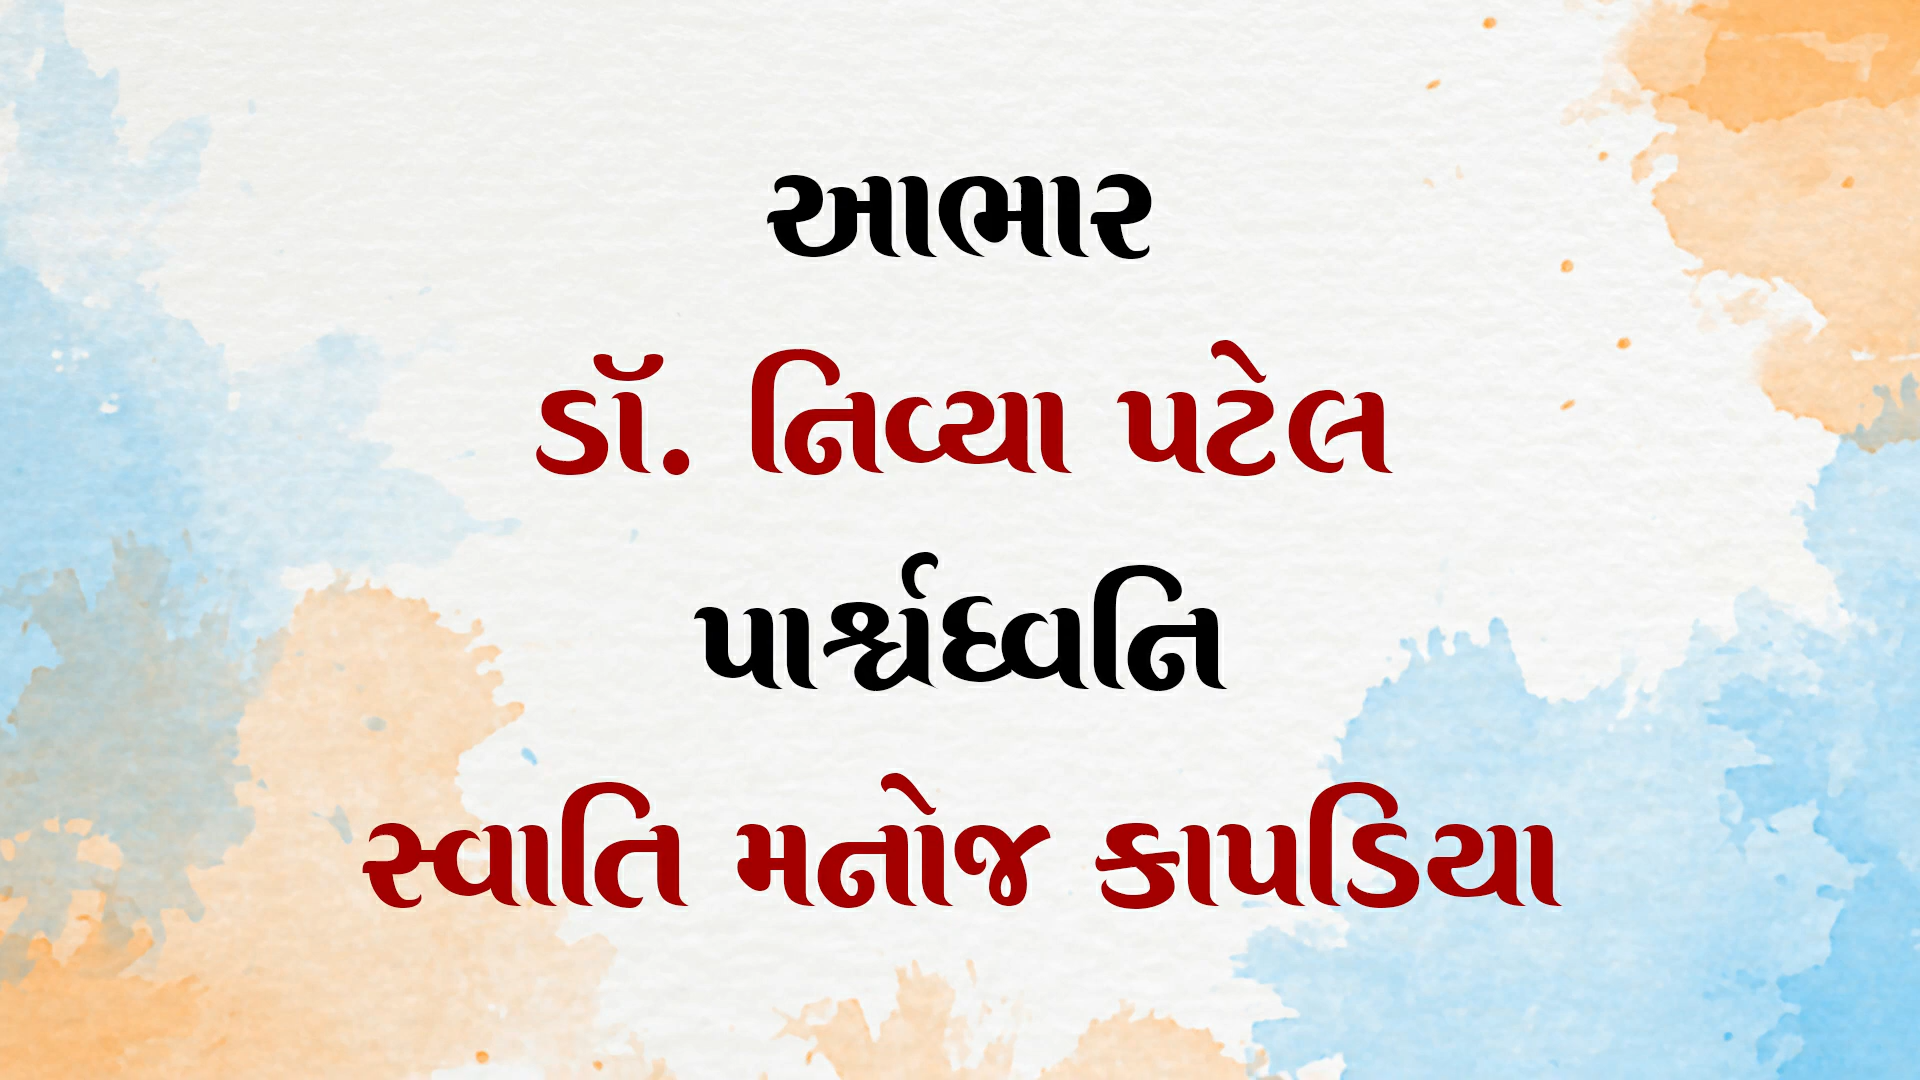 આભાર
ડૉ. નિવ્યા પટેલ
પાર્શ્વધ્વનિ
સ્વાતિ મનોજ કાપડિયા